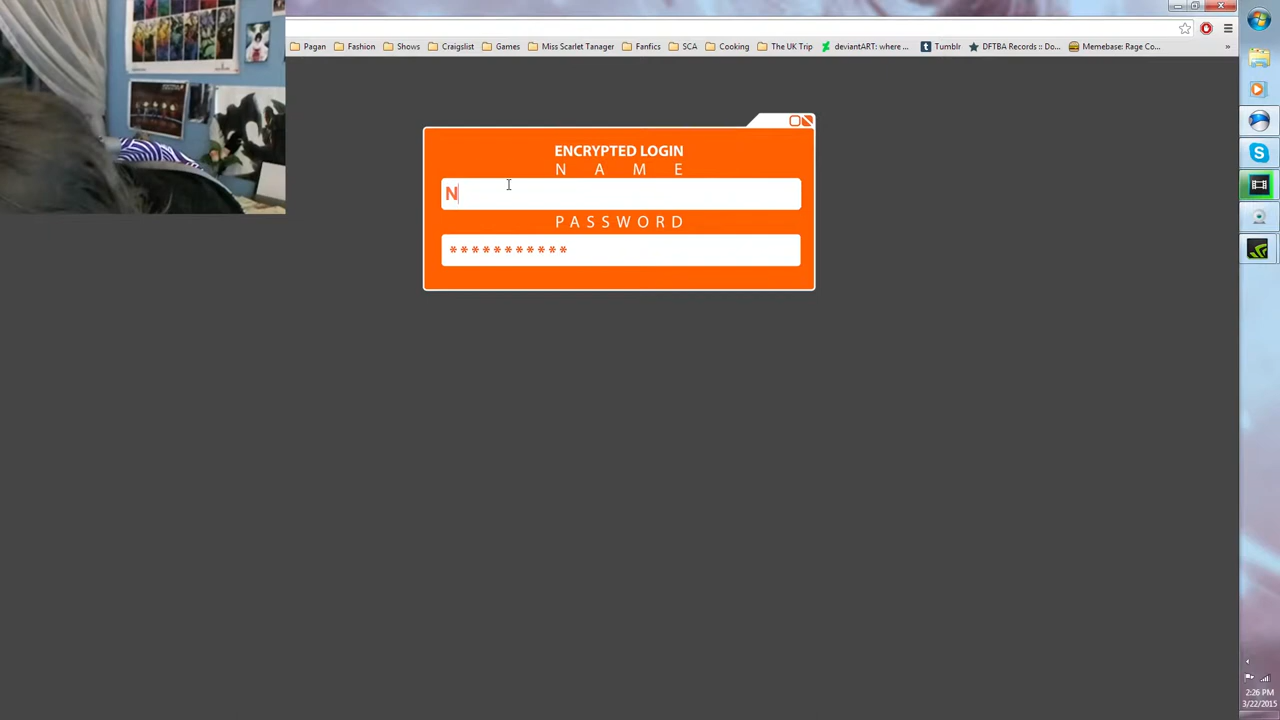 Pagan Fashion Shows Craigslist Games Miss Scarlet Tanager Fanfics SCA Cooking The UK Trip deviantART: where ... Tumblr DFTBA Records :: Do... Memebase: Rage Co... »
ENCRYPTED LOGIN
N A M E
N
P A S S W O R D
***********
2:26 PM
3/22/2015